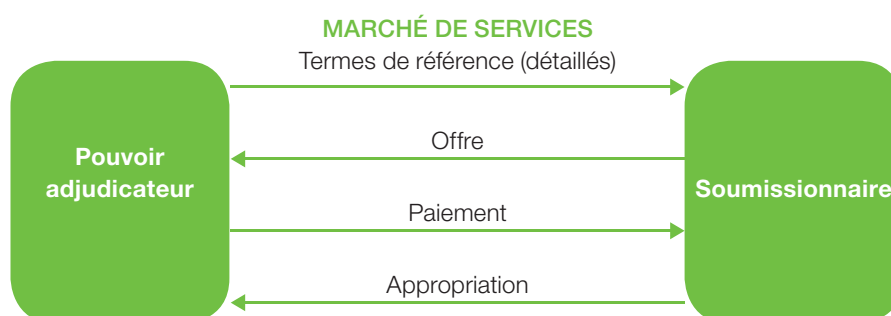 MARCHÉ DE SERVICES
Termes de référence (détaillés)
Pouvoir
adjudicateur
Offre
Soumissionnaire
Paiement
Appropriation